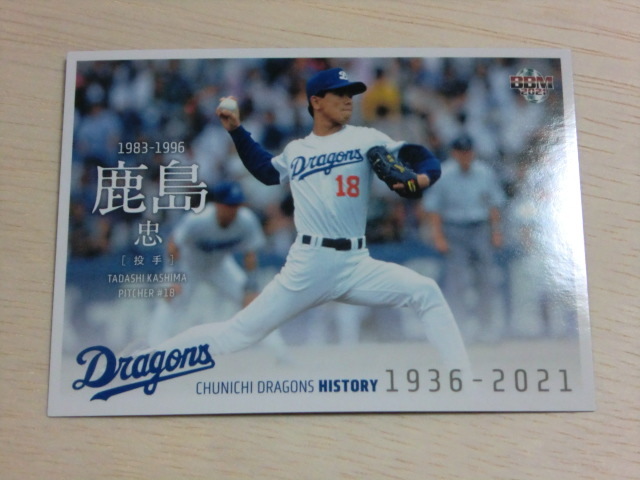 BBM
2021
1983-1996
鹿島
忠
[投手]
TADASHI KASHIMA
PITCHER #18
Dragons
18
Dragons
CHUNICHI DRAGONS HISTORY 1936-2021